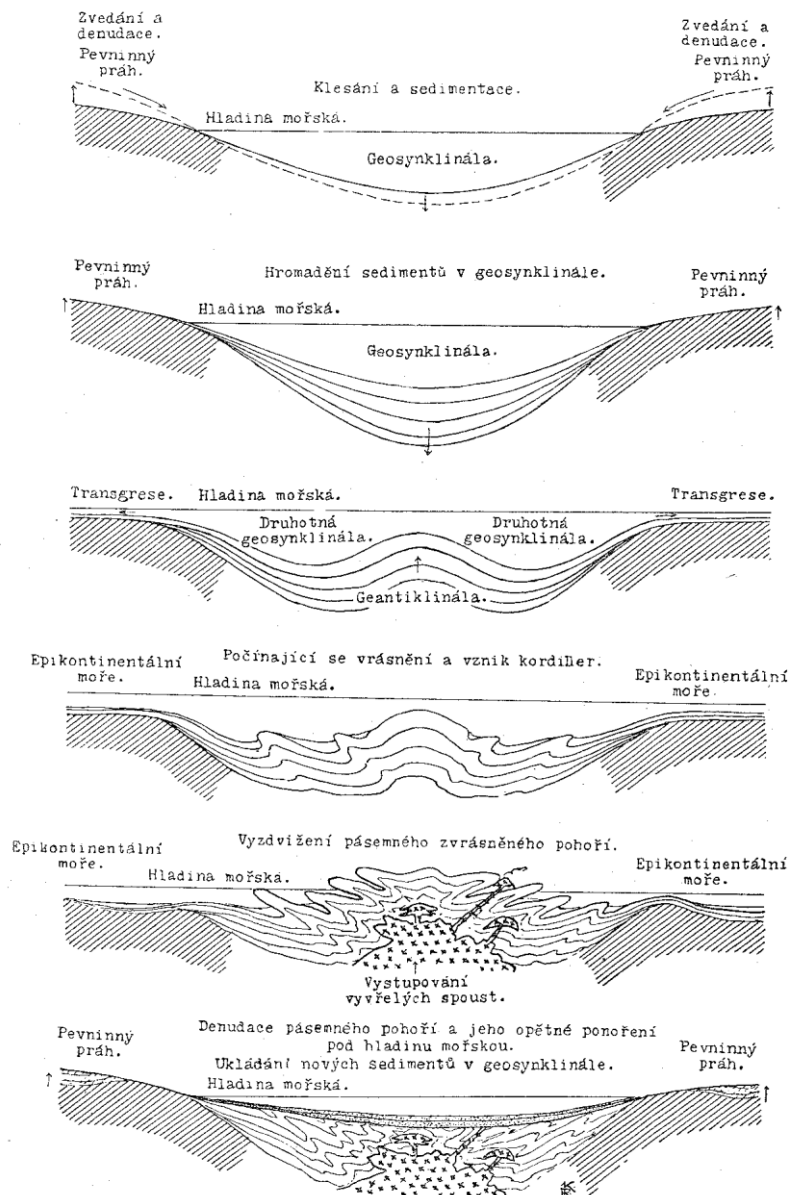 Zvedání a
denudace.
Pevninný
práh.
Zvedání a
denudace.
Pevninný
práh.
Klesání a sedimentace.
Hladina mořská.
Geosynklinála.
Pevninný
práh.
Hromadění sedimentů v geosynklinále.
Pevninný
práh.
Hladina mořská.
Geosynklinála.
Transgrese.
Hladina mořská.
Transgrese.
Druhotná
geosynklinála.
Druhotná
geosynklinála.
Geantiklinála.
Epikontinentální
moře.
Počínající se vrásnění a vznik kordiller.
Hladina mořská.
Epikontinentální
moře.
Epikontinentální
moře.
Vyzdvižení pásemného zvrásněného pohoří.
Hladina mořská.
Epikontinentální
moře.
Vystupování
vyvřelých spoust.
Pevninný
práh.
Denudace pásemného pohoří a jeho opětné ponoření
pod hladinu mořskou.
Ukládání nových sedimentů v geosynklinále.
Hladina mořská.
Pevninný
práh.